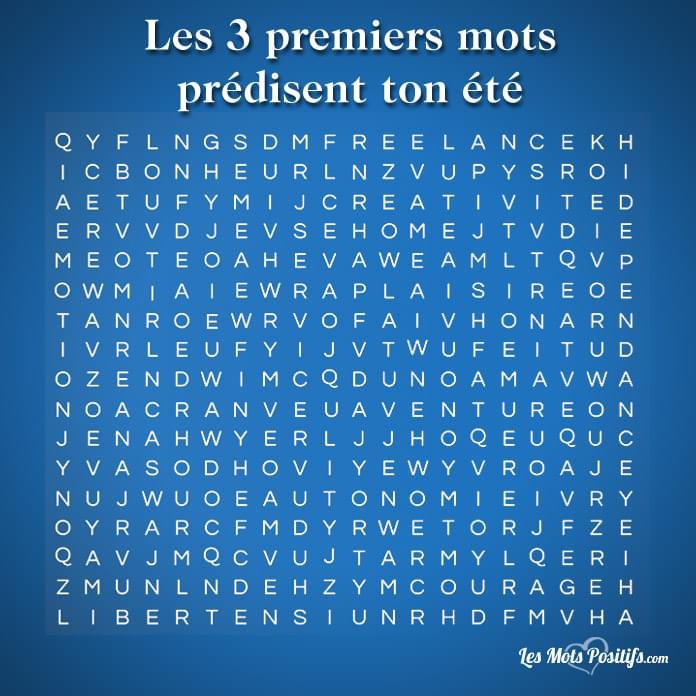 Les 3 premiers mots
prédisent ton été
Q Y F L N G S D M F R E E L A N C E K H
I C B O N H E U R L N Z V U P Y S R O I
A E T U F Y M I J C R E A T I V I T E D
E R V V D J E V S E H O M E J T V D I E
M E O T E O A H E V A W E A M L T Q V P
O W M I A I E W R A P L A I S I R E O E
T A N R O E W R V O F A I V H O N A R N
I V R L E U F Y I J V T W U F E I T U D
O Z E N D W I M C Q D U N O A M A V W A
N O A C R A N V E U A V E N T U R E O N
J E N A H W Y E R L J J H O Q E U Q U C
Y V A S O D H O V I Y E W Y V R O A J E
N U J W U O E A U T O N O M I E I V R Y
O Y R A R C F M D Y R W E T O R J F Z E
Q A V J M Q C V U J T A R M Y L Q E R I
Z M U N L N D E H Z Y M C O U R A G E H
L I B E R T E N S I U N R H D F M V H A
Les Mots Positifs.com